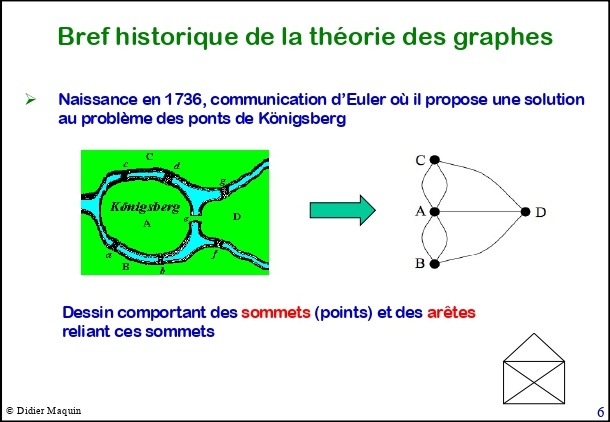 Bref historique de la théorie des graphes
Naissance en 1736, communication d'Euler où il propose une solution
au problème des ponts de Königsberg
C
c
d
g
Königsberg
A
e
D
a
B
b
f
C
A
D
B
Dessin comportant des sommets (points) et des arêtes
reliant ces sommets
© Didier Maquin
6